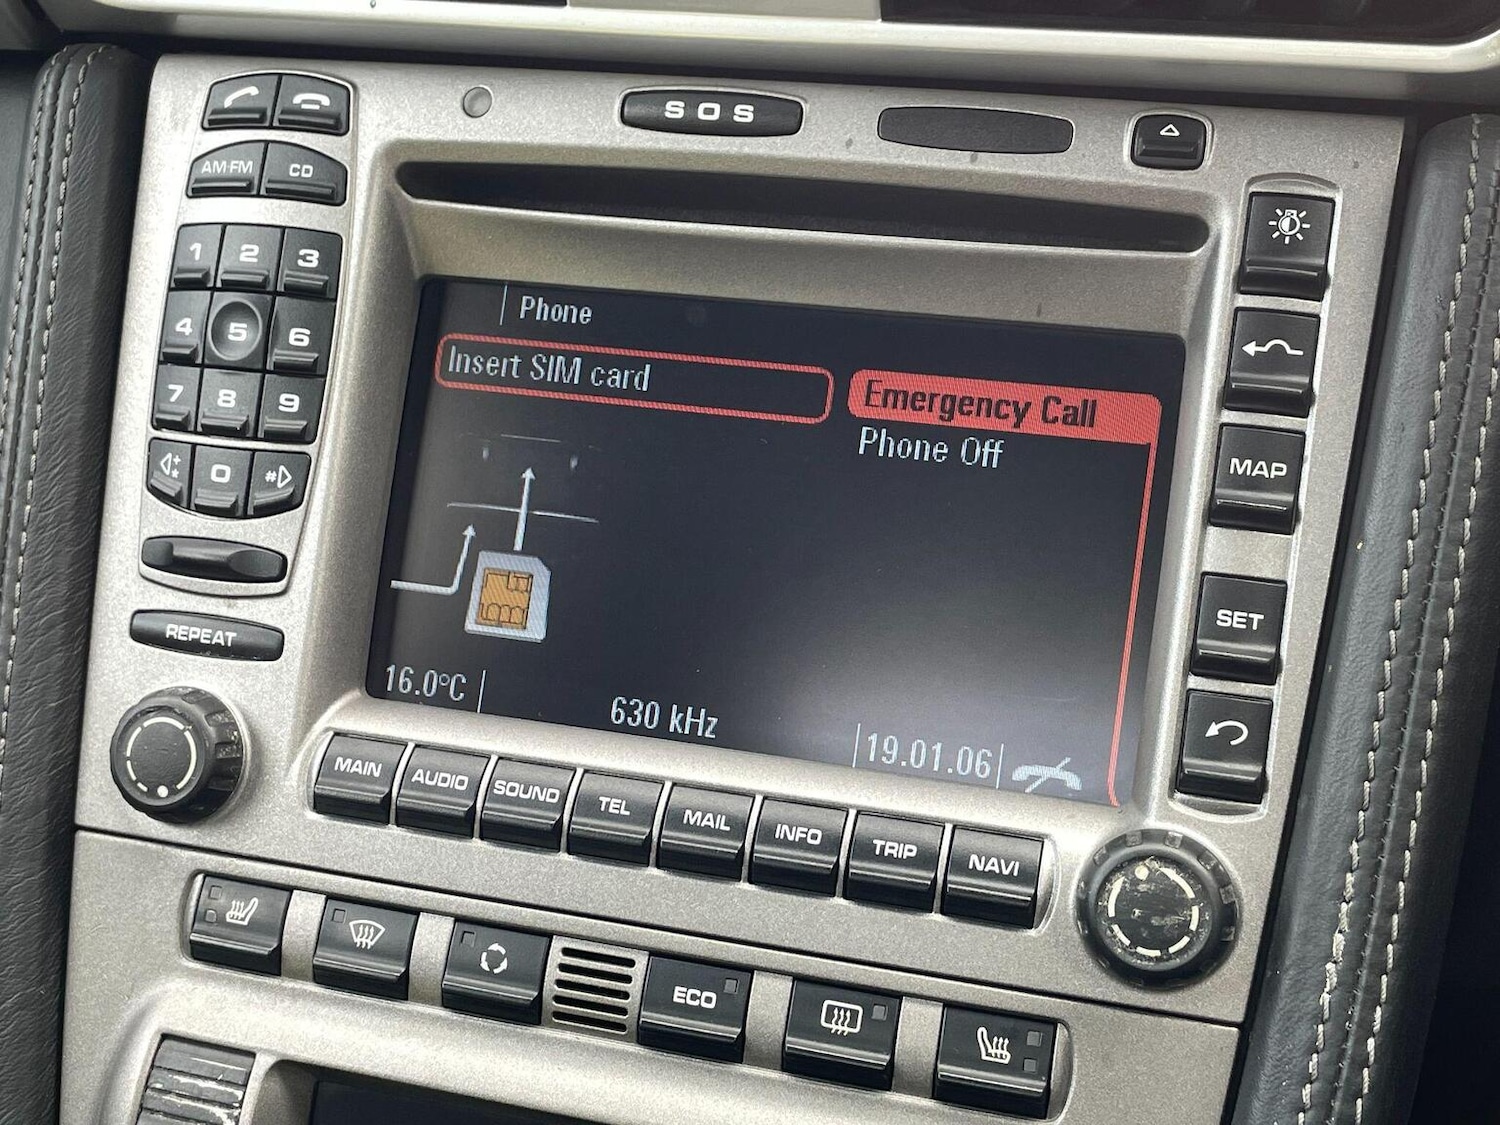 SOS
AM·FM CD
1 2 3
4 5 6
7 8 9
+* 0 #
REPEAT
Phone
Insert SIM card
Emergency Call
Phone Off
16.0°C
630 kHz
19.01.06
MAP
SET
MAIN AUDIO SOUND TEL MAIL INFO TRIP NAVI
ECO